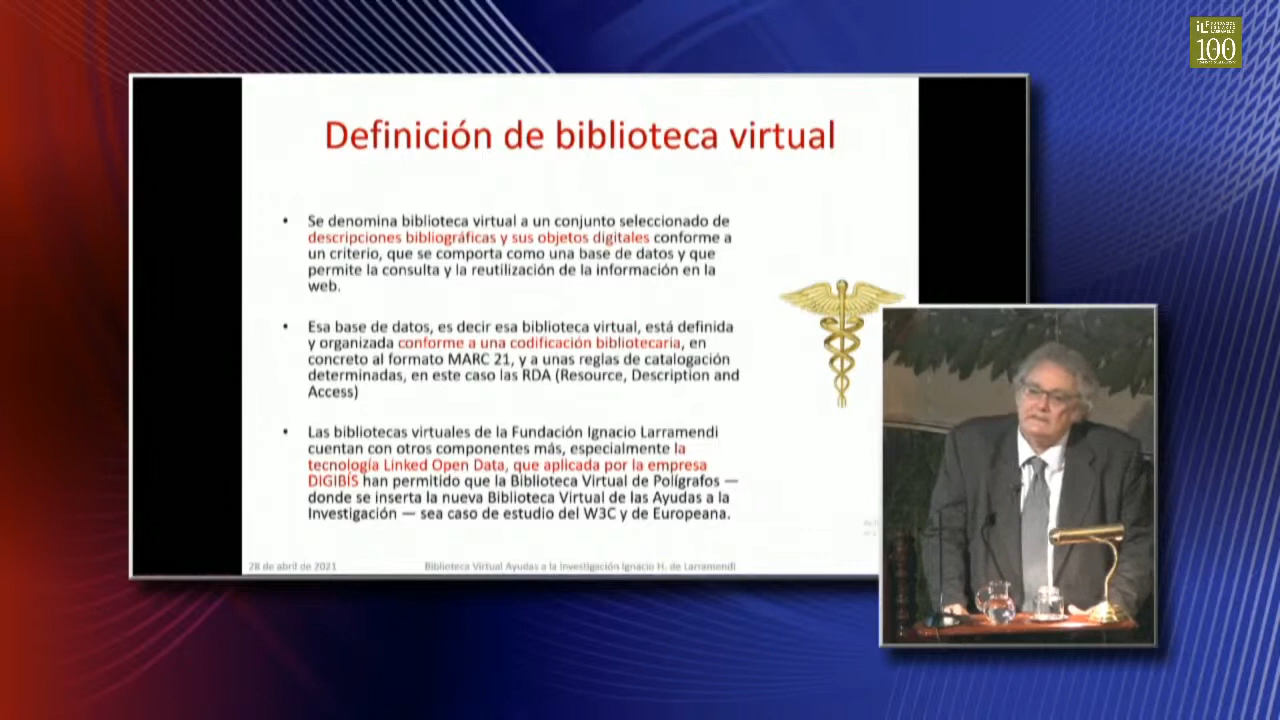 100
Definición de biblioteca virtual
• Se denomina biblioteca virtual a un conjunto seleccionado de
descripciones bibliográficas y sus objetos digitales conforme a
un criterio, que se comporta como una base de datos y que
permite la consulta y la reutilización de la información en la
web.
• Esa base de datos, es decir esa biblioteca virtual, está definida
y organizada conforme a una codificación bibliotecaria, en
concreto al formato MARC 21, y a unas reglas de catalogación
determinadas, en este caso las RDA (Resource, Description and
Access)
• Las bibliotecas virtuales de la Fundación Ignacio Larramendi
cuentan con otros componentes más, especialmente la
tecnología Linked Open Data, que aplicada por la empresa
DIGIBÍS han permitido que la Biblioteca Virtual de Polígrafos —
donde se inserta la nueva Biblioteca Virtual de las Ayudas a la
Investigación — sea caso de estudio del W3C y de Europeana.
28 de abril de 2021
Biblioteca Virtual Ayudas a la Investigación Ignacio H. de Larramendi